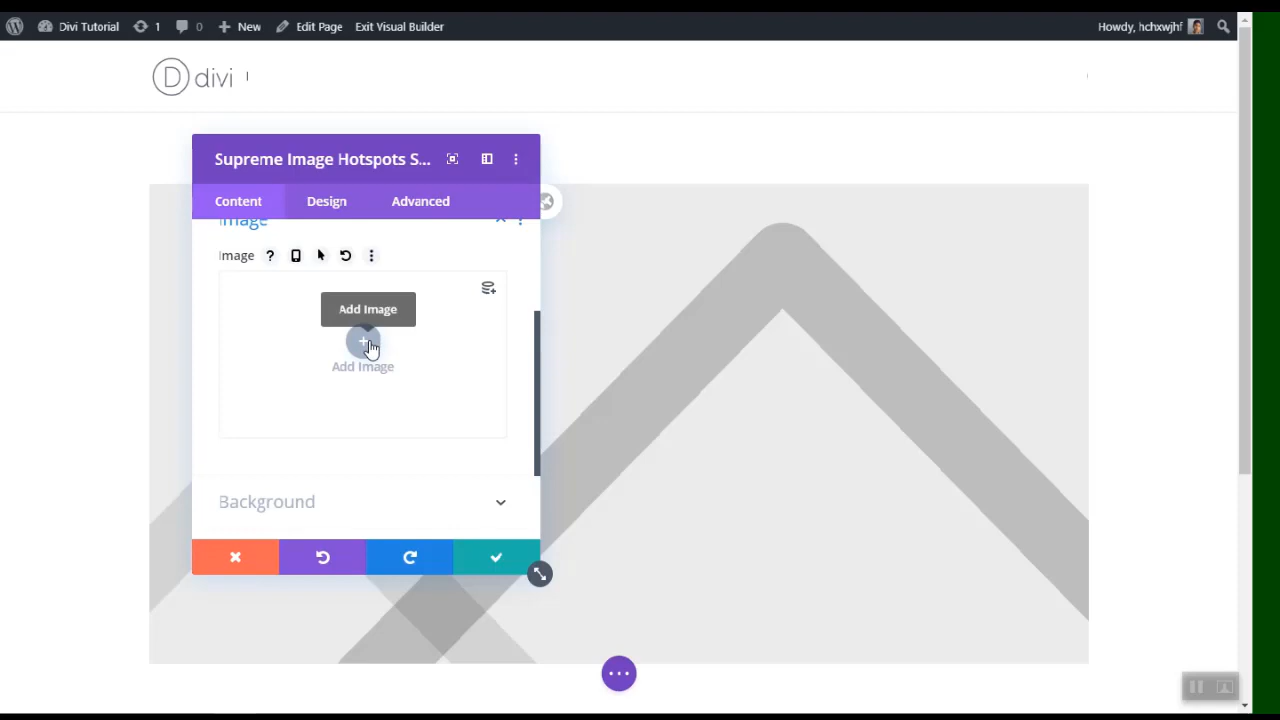 Divi Tutorial 1 0 New Edit Page Exit Visual Builder Howdy, hchxwjhf
D divi
Supreme Image Hotspots S...
Content Design Advanced
Image
Image ?
Add Image
Add Image
Background